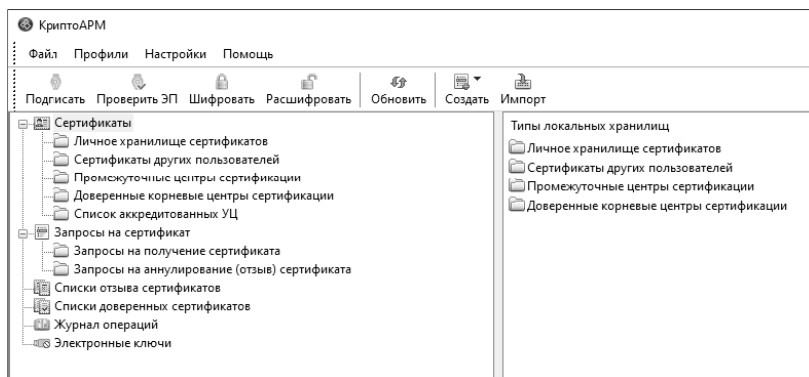 КриптоАРМ
Файл Профили Настройки Помощь
Подписать Проверить ЭП Шифровать Расшифровать Обновить Создать Импорт
Сертификаты
Личное хранилище сертификатов
Сертификаты других пользователей
Промежуточные центры сертификации
Доверенные корневые центры сертификации
Список аккредитованных УЦ
Запросы на сертификат
Запросы на получение сертификата
Запросы на аннулирование (отзыв) сертификата
Списки отзыва сертификатов
Списки доверенных сертификатов
Журнал операций
Электронные ключи
Типы локальных хранилищ
Личное хранилище сертификатов
Сертификаты других пользователей
Промежуточные центры сертификации
Доверенные корневые центры сертификации